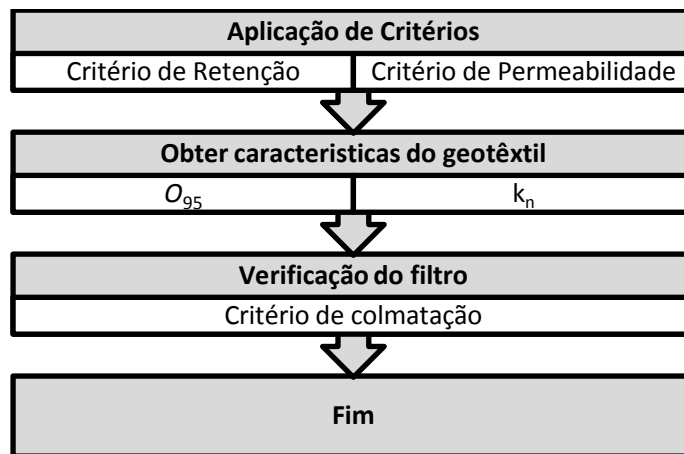 Aplicação de Critérios
Critério de Retenção
Critério de Permeabilidade
Obter caracteristicas do geotêxtil
O95
kn
Verificação do filtro
Critério de colmatação
Fim